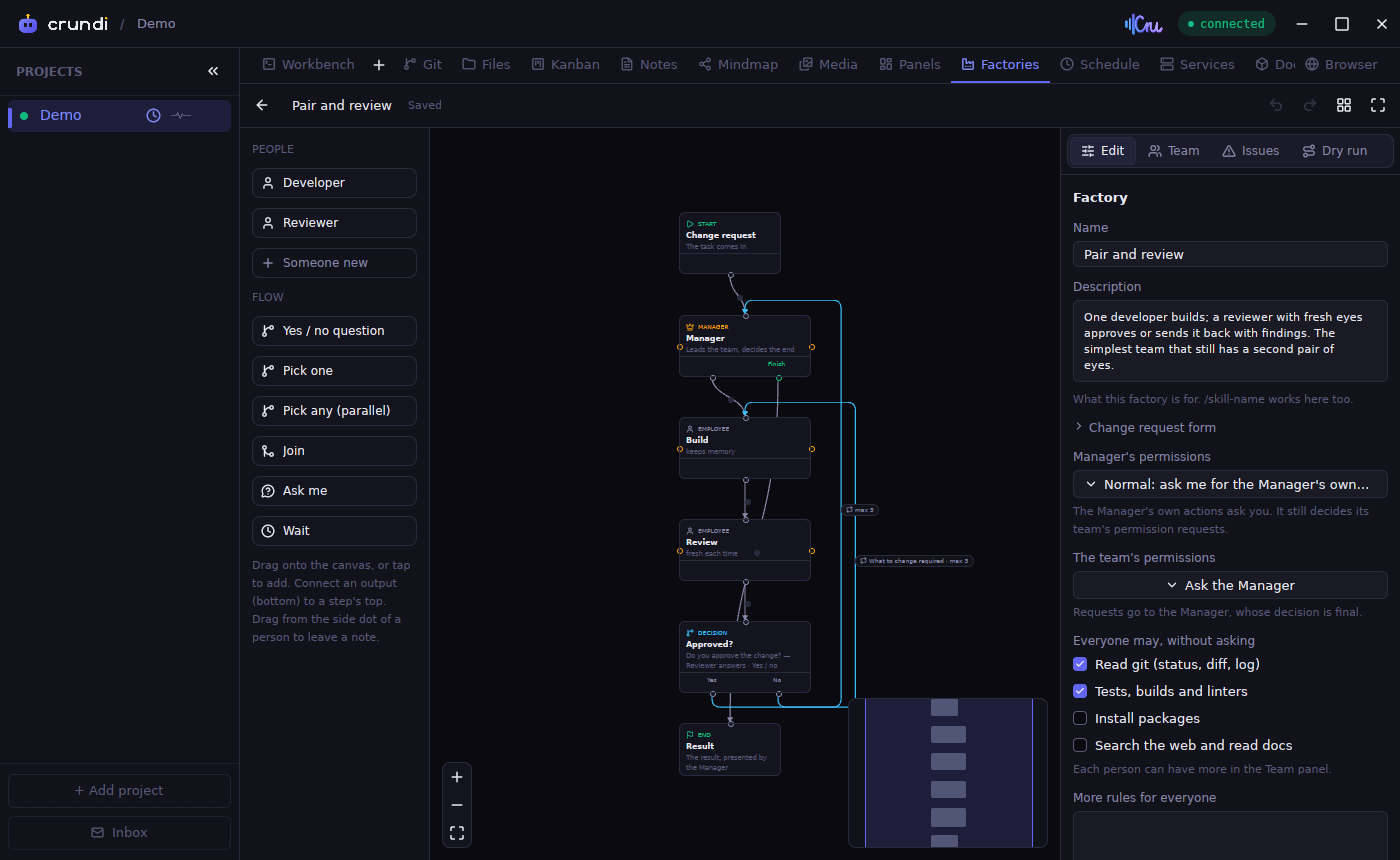 crundi / Demo
Cru
connected
PROJECTS
Workbench
Git
Files
Kanban
Notes
Mindmap
Media
Panels
Factories
Schedule
Services
Doc
Browser
Demo
Pair and review
Saved
PEOPLE
Developer
Reviewer
Someone new
FLOW
Yes / no question
Pick one
Pick any (parallel)
Join
Ask me
Wait
Drag onto the canvas, or tap
to add. Connect an output
(bottom) to a step's top.
Drag from the side dot of a
person to leave a note.
START
Change request
The task comes in
MANAGER
Manager
Leads the team, decides the end
Finish
EMPLOYEE
Build
keeps memory
EMPLOYEE
Review
fresh each time
max 5
What to change required · max 3
DECISION
Approved?
Do you approve the change? —
Reviewer answers · Yes / no
Yes
No
END
Result
The result, presented by
the Manager
Edit
Team
Issues
Dry run
Factory
Name
Pair and review
Description
One developer builds; a reviewer with fresh eyes
approves or sends it back with findings. The
simplest team that still has a second pair of
eyes.
What this factory is for. /skill-name works here too.
Change request form
Manager's permissions
Normal: ask me for the Manager's own...
The Manager's own actions ask you. It still decides its
team's permission requests.
The team's permissions
Ask the Manager
Requests go to the Manager, whose decision is final.
Everyone may, without asking
Read git (status, diff, log)
Tests, builds and linters
Install packages
Search the web and read docs
Each person can have more in the Team panel.
More rules for everyone
+ Add project
Inbox